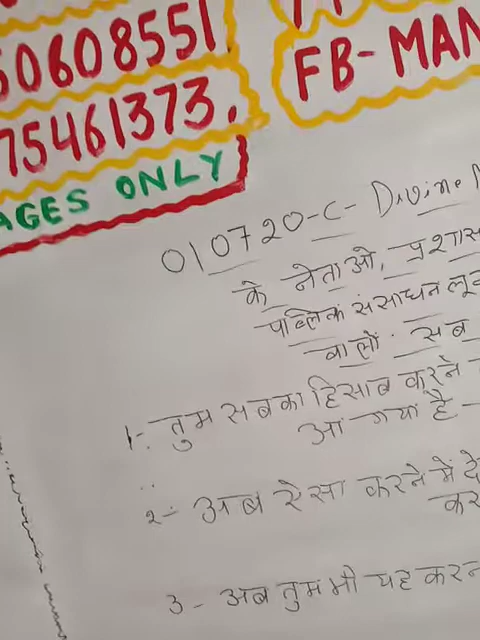 50608551
FB- MAN
75461373.
AGES ONLY
010720-C- Divine
के नेताओं, प्रशास
पब्लिक संसाधन लू
वालों. सब
1- तुम सबका हिसाब करने
आ गया है -
२- अब ऐसा करने में दे
कर
3- अब तुम भी यह करन